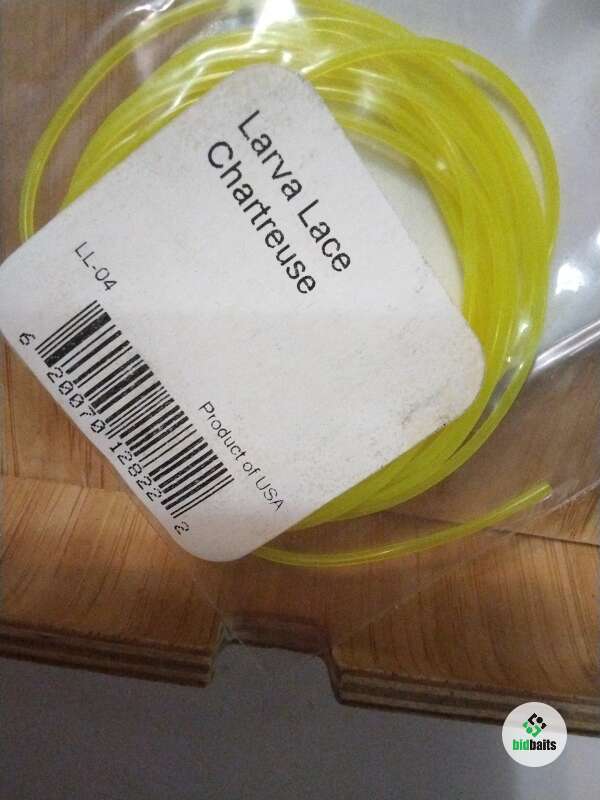 Larva Lace
Chartreuse
LL-04
Product of USA
6 20070 12822 2
bidbaits